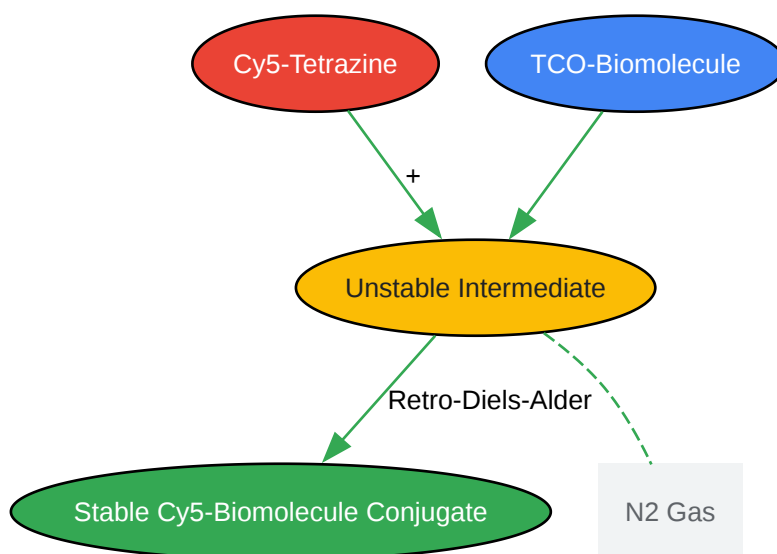 Cy5-Tetrazine
TCO-Biomolecule
+
Unstable Intermediate
Retro-Diels-Alder
Stable Cy5-Biomolecule Conjugate
N2 Gas